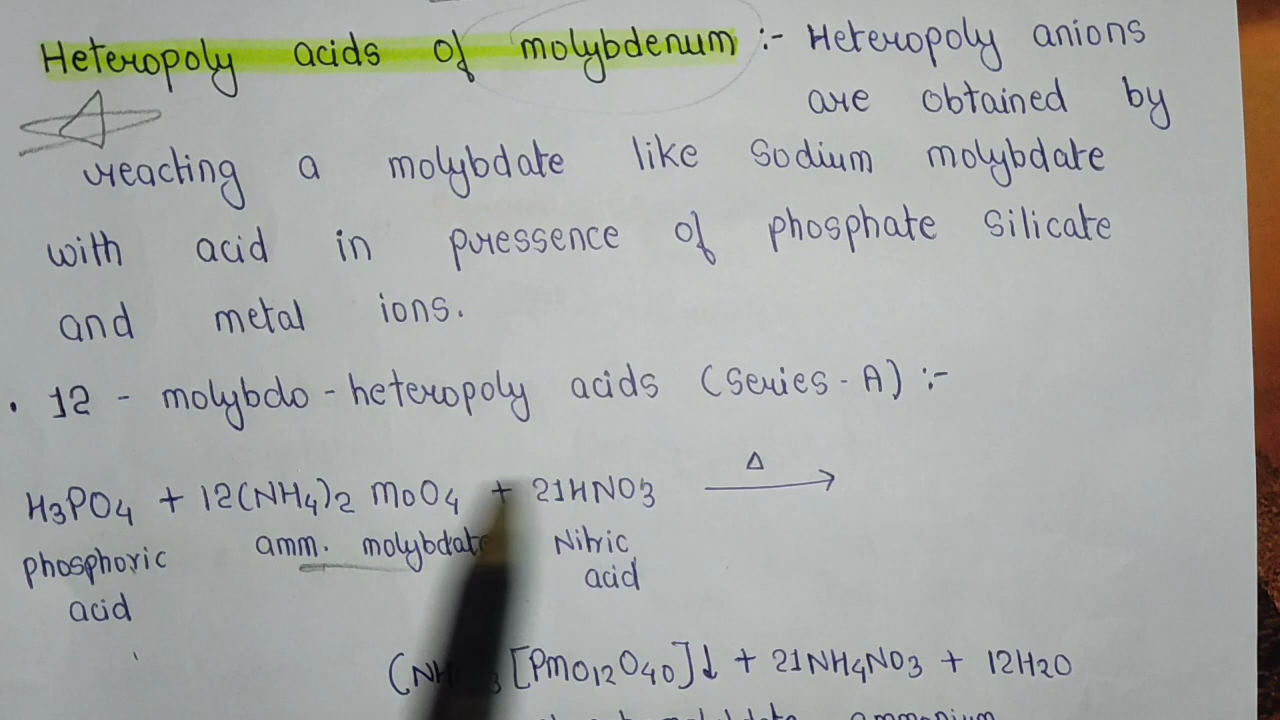 Heteropoly acids of molybdenum :- Heteropoly anions
are obtained by
reacting a molybdate like sodium molybdate
with acid in puressence of phosphate silicate
and metal ions.
• 12 - molybdo - heteropoly acids (Series - A) :-
H3PO4 + 12(NH4)2 MoO4 + 21HNO3 Δ →
phosphoric acid amm. molybdate Nitric acid
[PMO12O40]↓ + 21NH4NO3 + 12H2O
ammonium